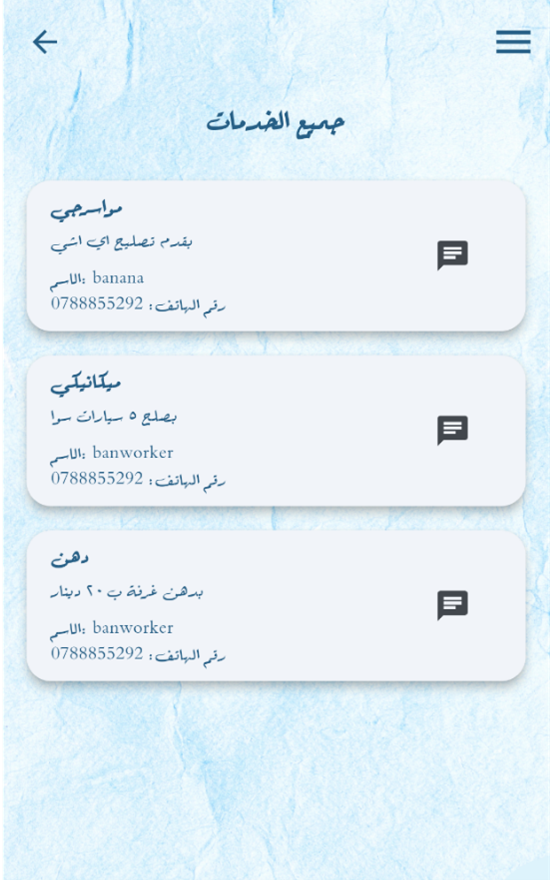 جميع الخدمات
مواسرجي
بقدم تصليح اي اشي
الاسم: banana
رقم الهاتف: 0788855292
ميكانيكي
بصلح ٥ سيارات سوا
الاسم: banworker
رقم الهاتف: 0788855292
دهن
بدهن غرفة ب ٢٠ دينار
الاسم: banworker
رقم الهاتف: 0788855292